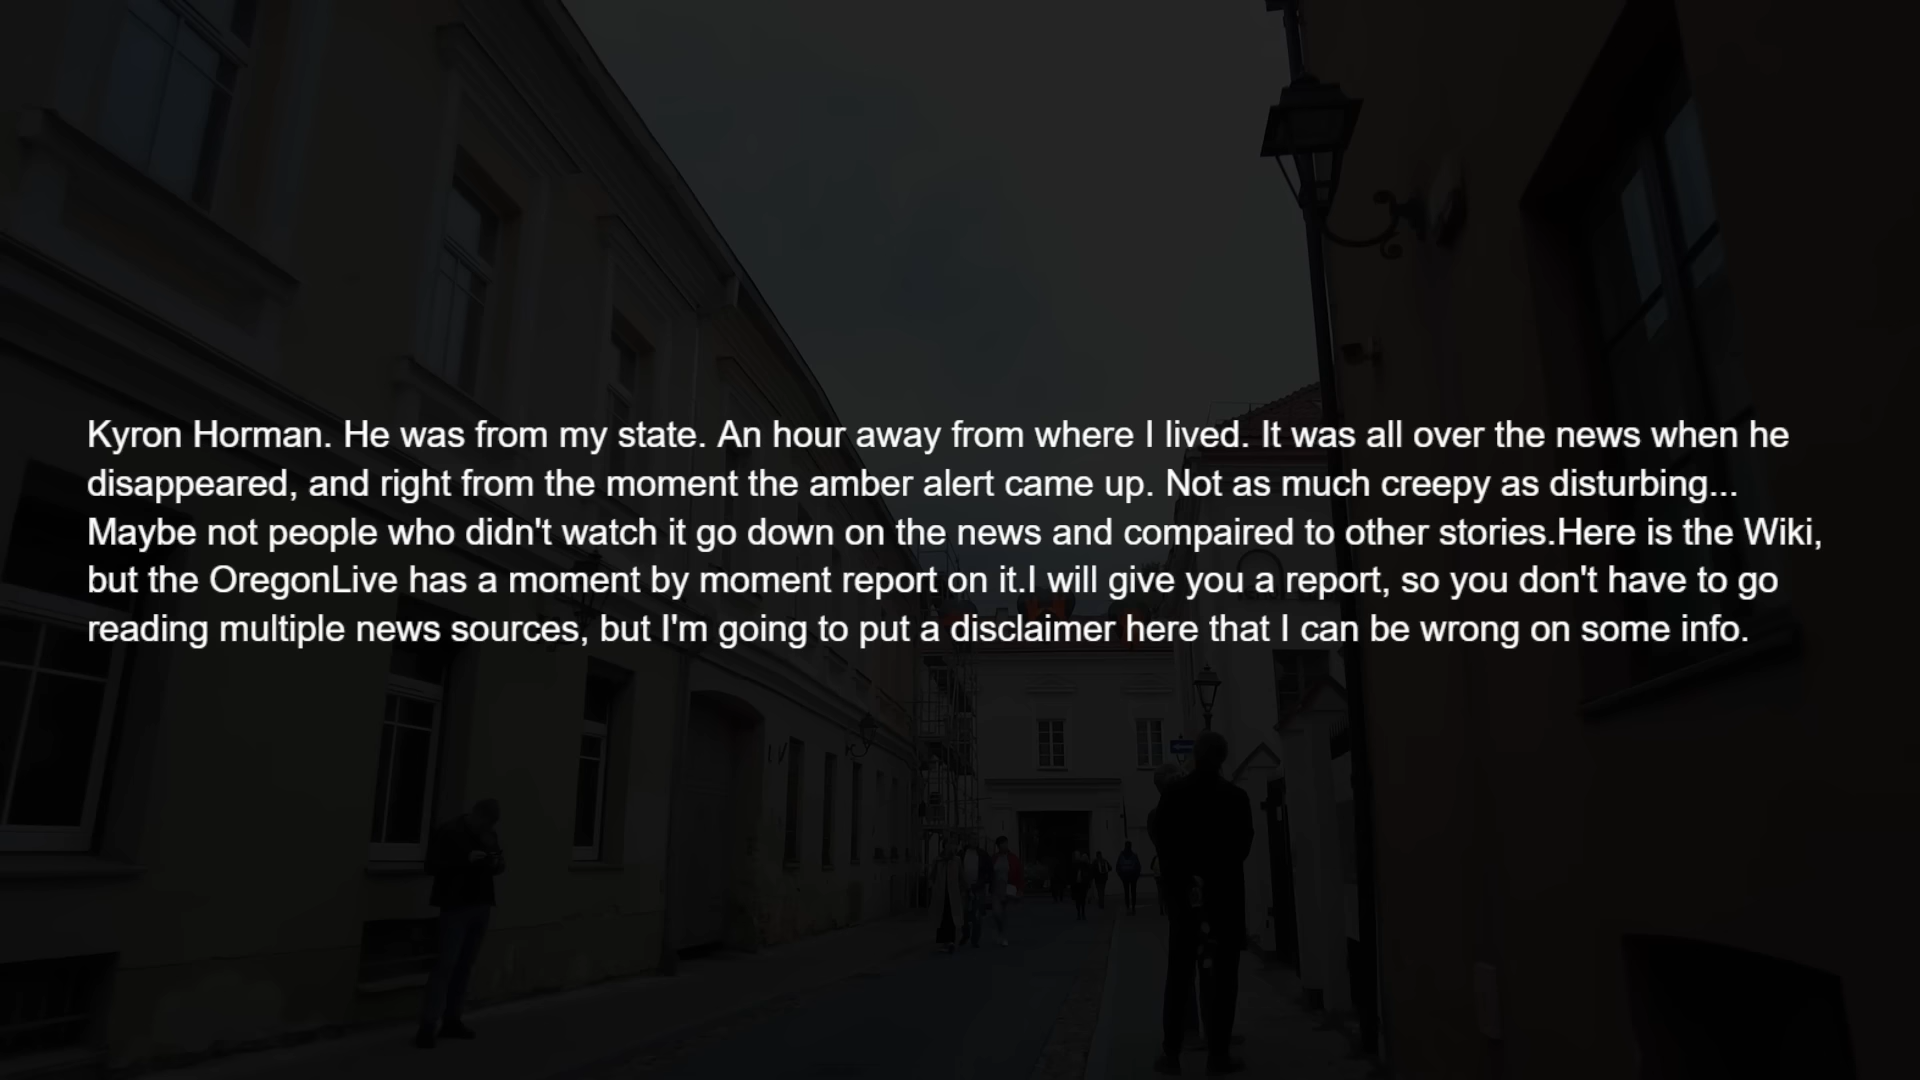 Kyron Horman. He was from my state. An hour away from where I lived. It was all over the news when he
disappeared, and right from the moment the amber alert came up. Not as much creepy as disturbing...
Maybe not people who didn't watch it go down on the news and compaired to other stories.Here is the Wiki,
but the OregonLive has a moment by moment report on it.I will give you a report, so you don't have to go
reading multiple news sources, but I'm going to put a disclaimer here that I can be wrong on some info.